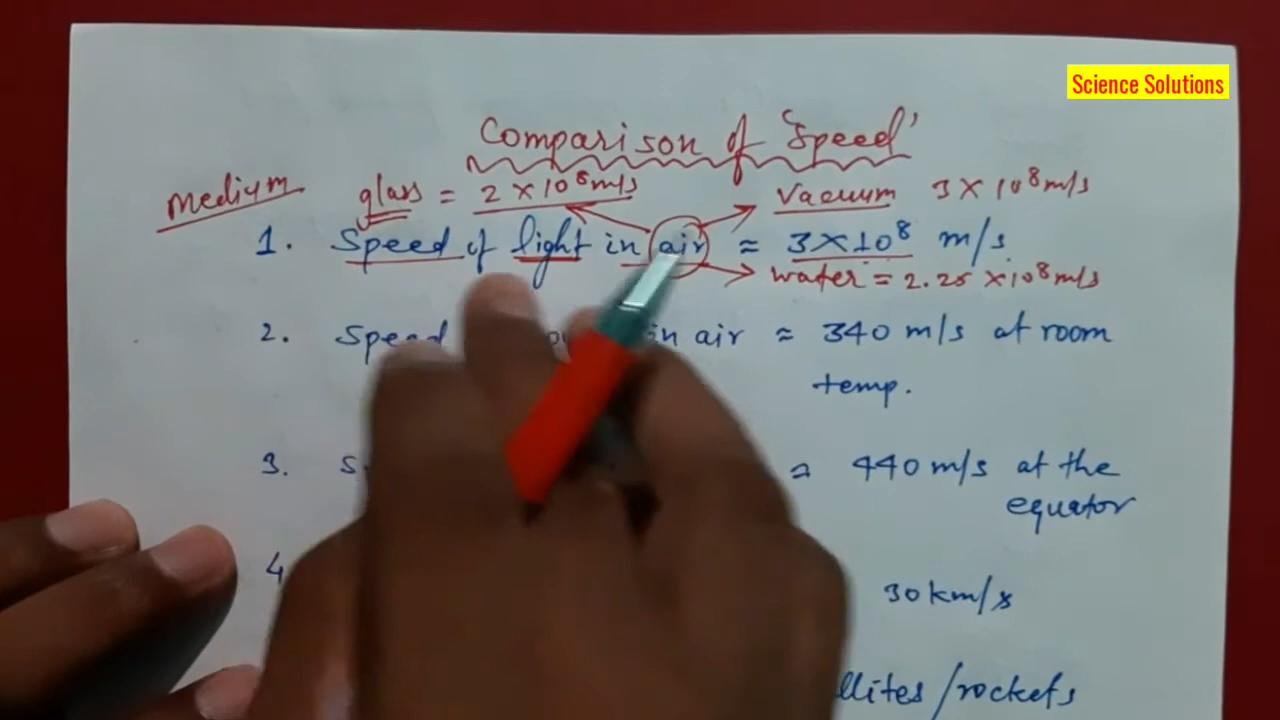 Science Solutions
Comparison of 'Speed'
Medium glass = 2 × 10⁸ m/s Vacuum 3 × 10⁸ m/s
1. Speed of light in air ≈ 3×10⁸ m/s
water = 2.25 × 10⁸ m/s
2. Speed in air ≈ 340 m/s at room
temp.
3. ≈ 440 m/s at the
equator
4. 30 km/s
/rockets